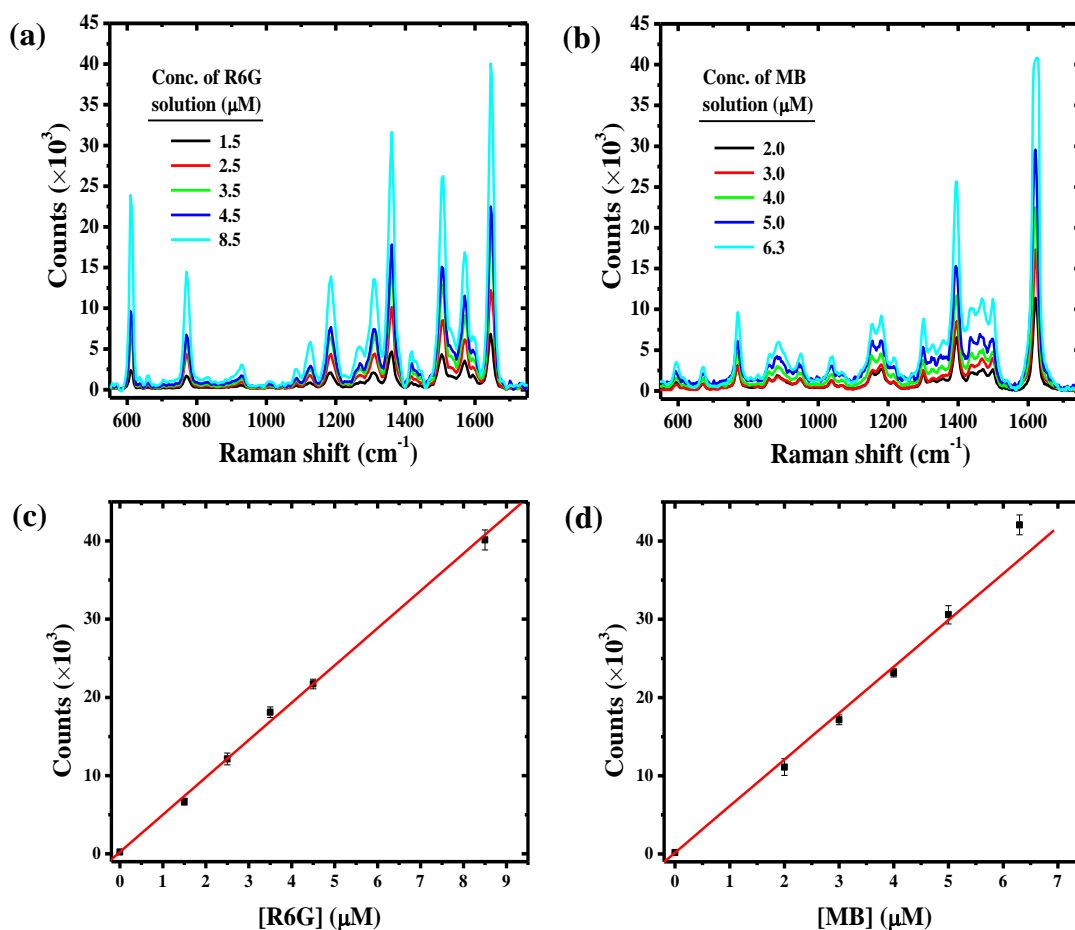 (a)
Counts (×10³)
45
40
35
30
25
20
15
10
5
0
Conc. of R6G
solution (μM)
1.5
2.5
3.5
4.5
8.5
600 800 1000 1200 1400 1600
Raman shift (cm⁻¹)
(b)
Counts (×10³)
45
40
35
30
25
20
15
10
5
0
Conc. of MB
solution (μM)
2.0
3.0
4.0
5.0
6.3
600 800 1000 1200 1400 1600
Raman shift (cm⁻¹)
(c)
Counts (×10³)
40
30
20
10
0
0 1 2 3 4 5 6 7 8 9
[R6G] (μM)
(d)
Counts (×10³)
40
30
20
10
0
0 1 2 3 4 5 6 7
[MB] (μM)